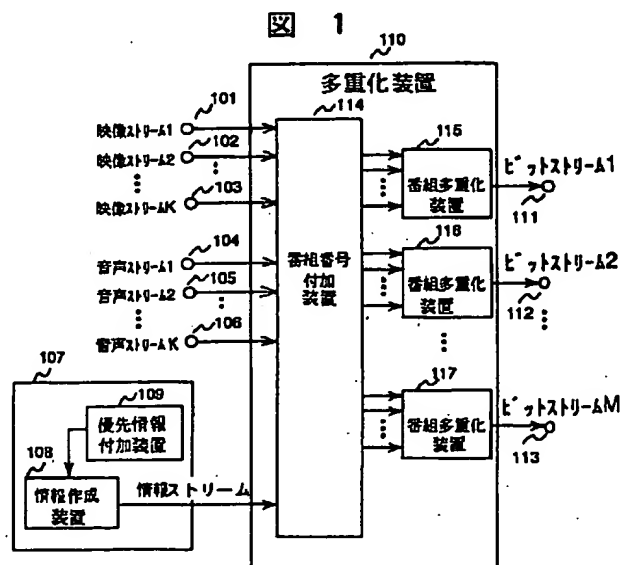 図 1
110
多重化装置
114
101
映像ストリーム1
102
映像ストリーム2
103
映像ストリームK
104
音声ストリーム1
105
音声ストリーム2
106
音声ストリームK
番組番号
付加
装置
115
番組多重化
装置
ビットストリーム1
111
116
番組多重化
装置
ビットストリーム2
112
117
番組多重化
装置
ビットストリームM
113
107
109
優先情報
付加装置
108
情報作成
装置
情報ストリーム